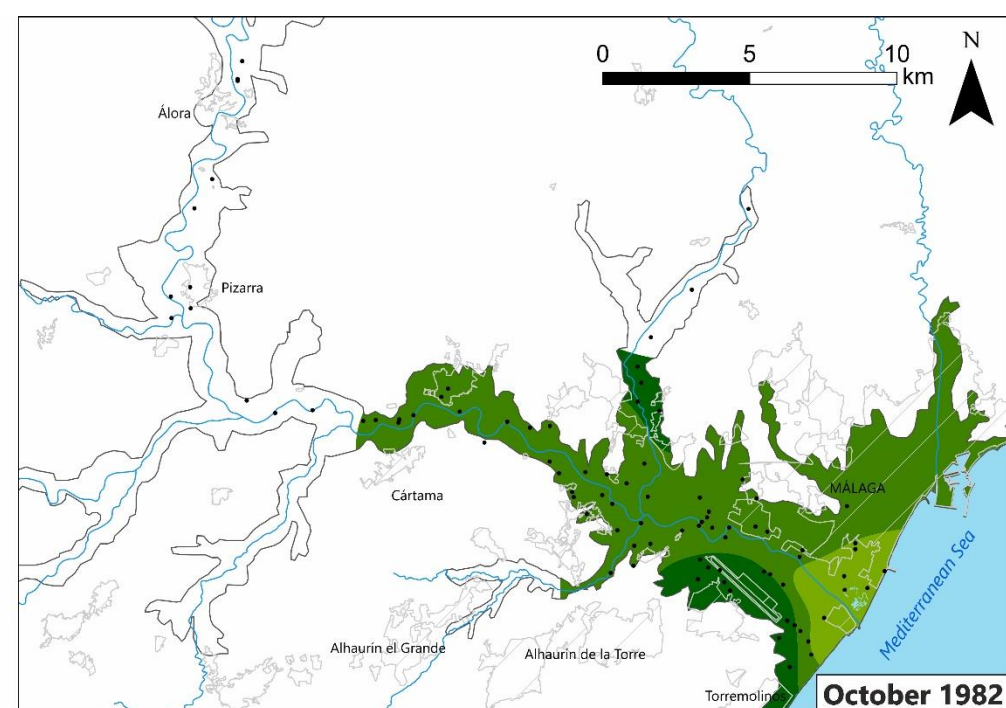 0 5 10
km
N
Álora
Pizarra
Cártama
MÁLAGA
Mediterranean Sea
Alhaurín el Grande
Alhaurín de la Torre
Torremolinos
October 1982